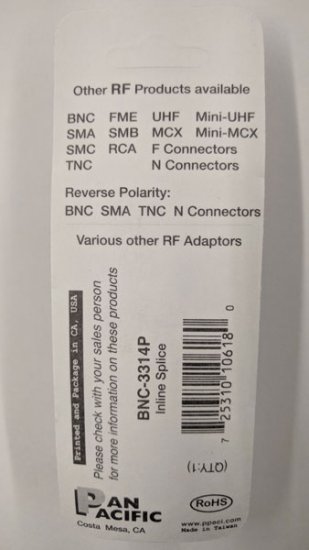 Other RF Products available
BNC FME UHF Mini-UHF
SMA SMB MCX Mini-MCX
SMC RCA F Connectors
TNC N Connectors
Reverse Polarity:
BNC SMA TNC N Connectors
Various other RF Adaptors
Printed and Package in CA, USA
Please check with your sales person
for more information on these products
BNC-3314P
Inline Splice
7 25310 10618 0
(QTY:1)
PAN
PACIFIC
Costa Mesa, CA
RoHS
www.ppaci.com
Made in Taiwan